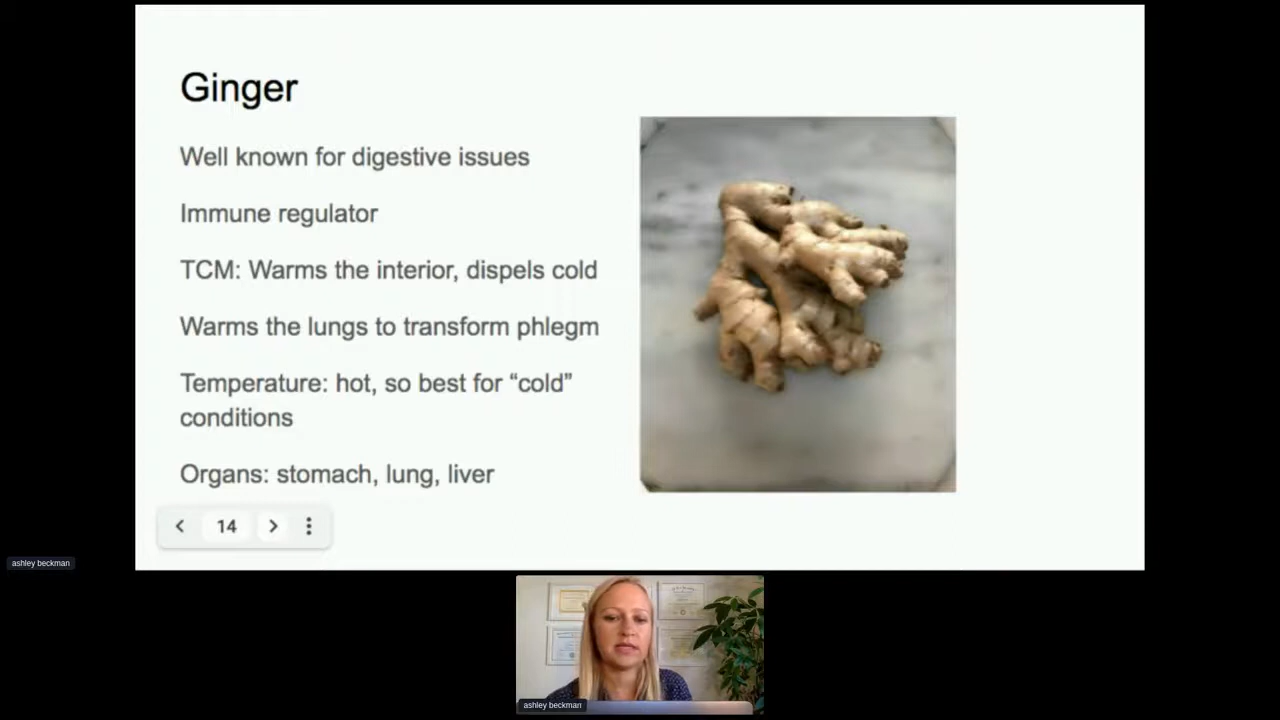 Ginger
Well known for digestive issues
Immune regulator
TCM: Warms the interior, dispels cold
Warms the lungs to transform phlegm
Temperature: hot, so best for “cold”
conditions
Organs: stomach, lung, liver
14
ashley beckman
ashley beckman